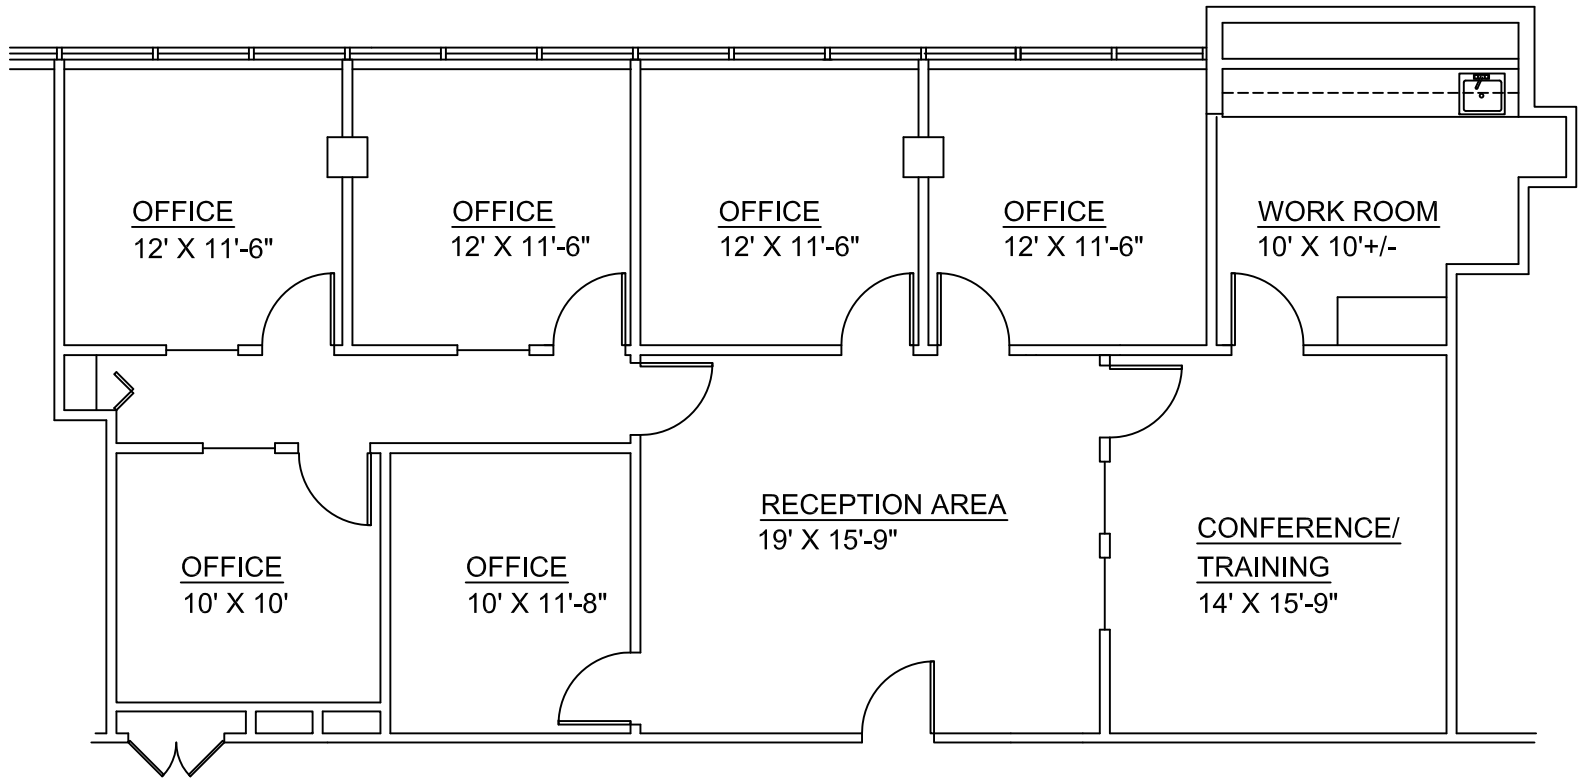 OFFICE
12' X 11'-6"
OFFICE
12' X 11'-6"
OFFICE
12' X 11'-6"
OFFICE
12' X 11'-6"
WORK ROOM
10' X 10'+/-
RECEPTION AREA
19' X 15'-9"
CONFERENCE/
TRAINING
14' X 15'-9"
OFFICE
10' X 10'
OFFICE
10' X 11'-8"